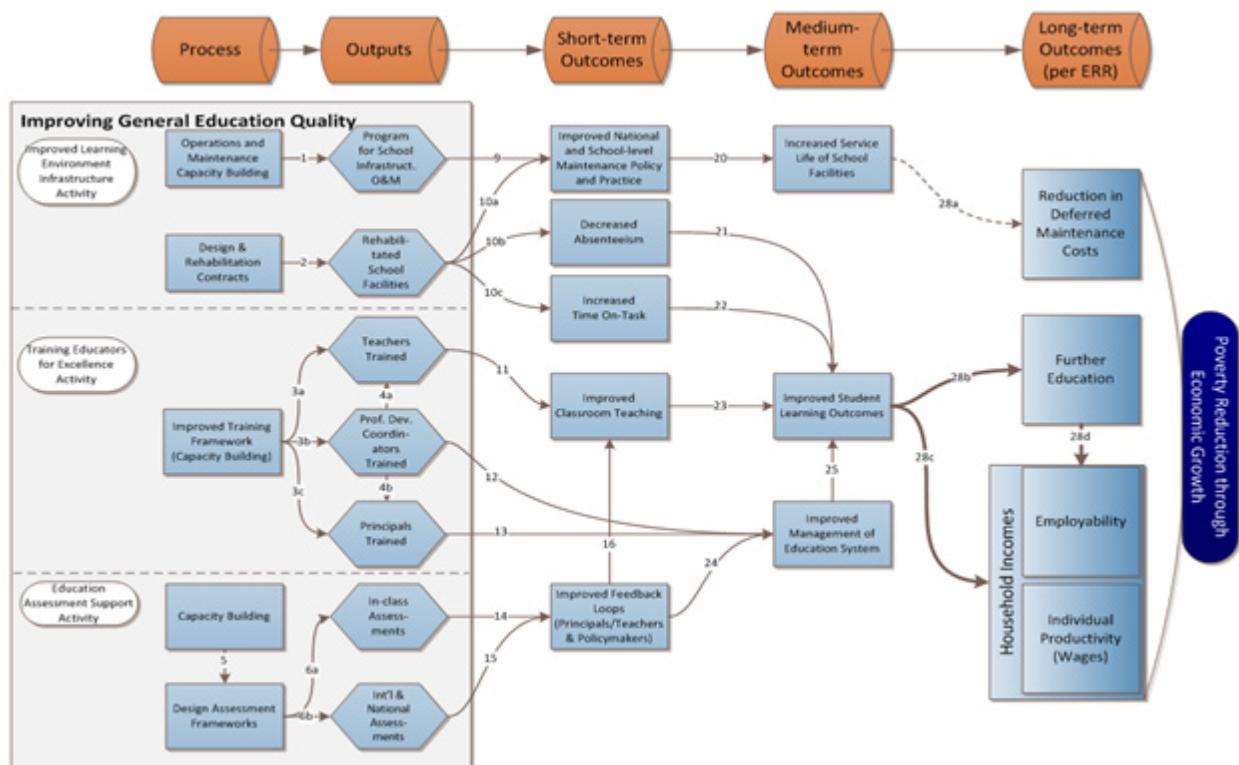 Process
Outputs
Short-term
Outcomes
Medium-
term
Outcomes
Long-term
Outcomes
(per ERR)
Improving General Education Quality
Improved Learning
Environment
Infrastructure
Activity
Operations and
Maintenance
Capacity Building
1
Program
for School
Infrastruct.
O&M
9
Improved National
and School-level
Maintenance Policy
and Practice
20
Increased Service
Life of School
Facilities
28a
Reduction in
Deferred
Maintenance
Costs
Design &
Rehabilitation
Contracts
2
Rehabili-
tated
School
Facilities
10a
10b
10c
Decreased
Absenteeism
21
Increased
Time On-Task
22
Training Educators
for Excellence
Activity
Improved Training
Framework
(Capacity Building)
3a
3b
3c
Teachers
Trained
4a
Prof. Dev.
Coordin-
ators
Trained
4b
Principals
Trained
11
12
13
Improved
Classroom Teaching
23
16
Improved Student
Learning Outcomes
25
Improved
Management of
Education System
24
28b
28c
Further
Education
28d
Household Incomes
Employability
Individual
Productivity
(Wages)
Poverty Reduction through
Economic Growth
Education
Assessment Support
Activity
Capacity Building
5
Design Assessment
Frameworks
6a
6b
In-class
Assess-
ments
14
Int'l &
National
Assess-
ments
15
Improved Feedback
Loops
(Principals/Teachers
& Policymakers)